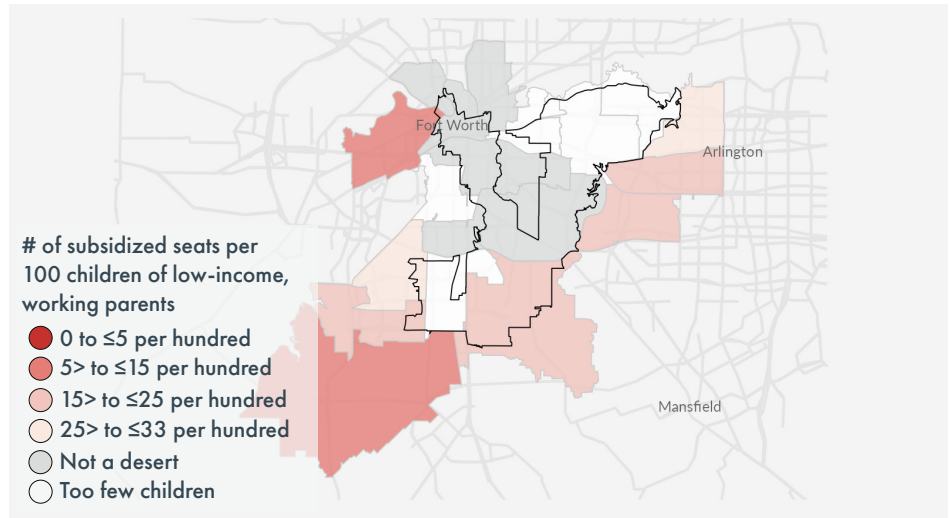 Fort Worth
Arlington
# of subsidized seats per
100 children of low-income,
working parents
0 to ≤5 per hundred
5> to ≤15 per hundred
15> to ≤25 per hundred
25> to ≤33 per hundred
Not a desert
Too few children
Mansfield